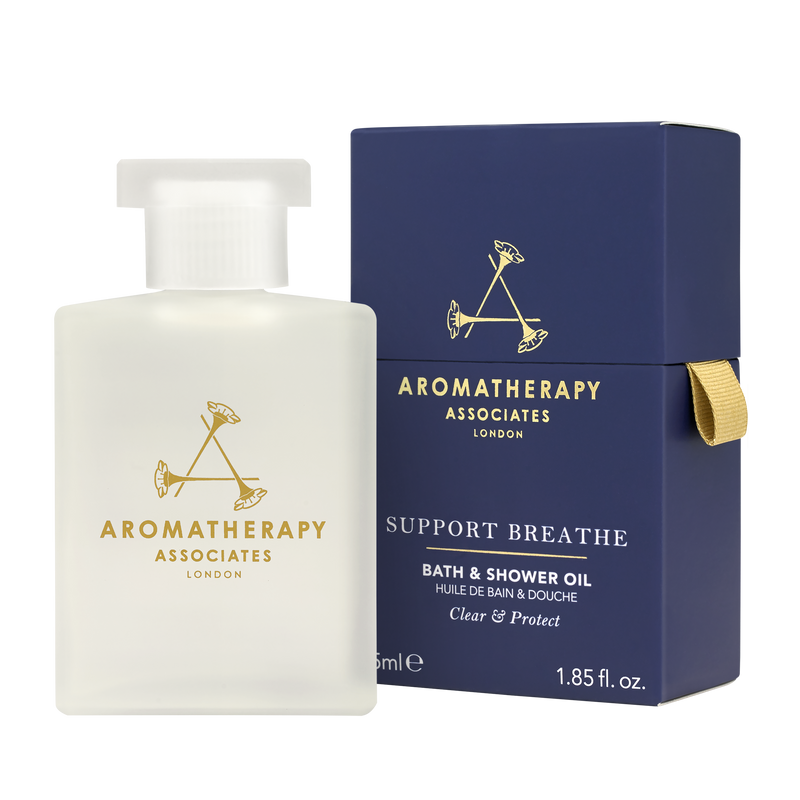 AROMATHERAPY
ASSOCIATES
LONDON
AROMATHERAPY
ASSOCIATES
LONDON
SUPPORT BREATHE
BATH & SHOWER OIL
HUILE DE BAIN & DOUCHE
Clear & Protect
5ml ℮
1.85 fl. oz.